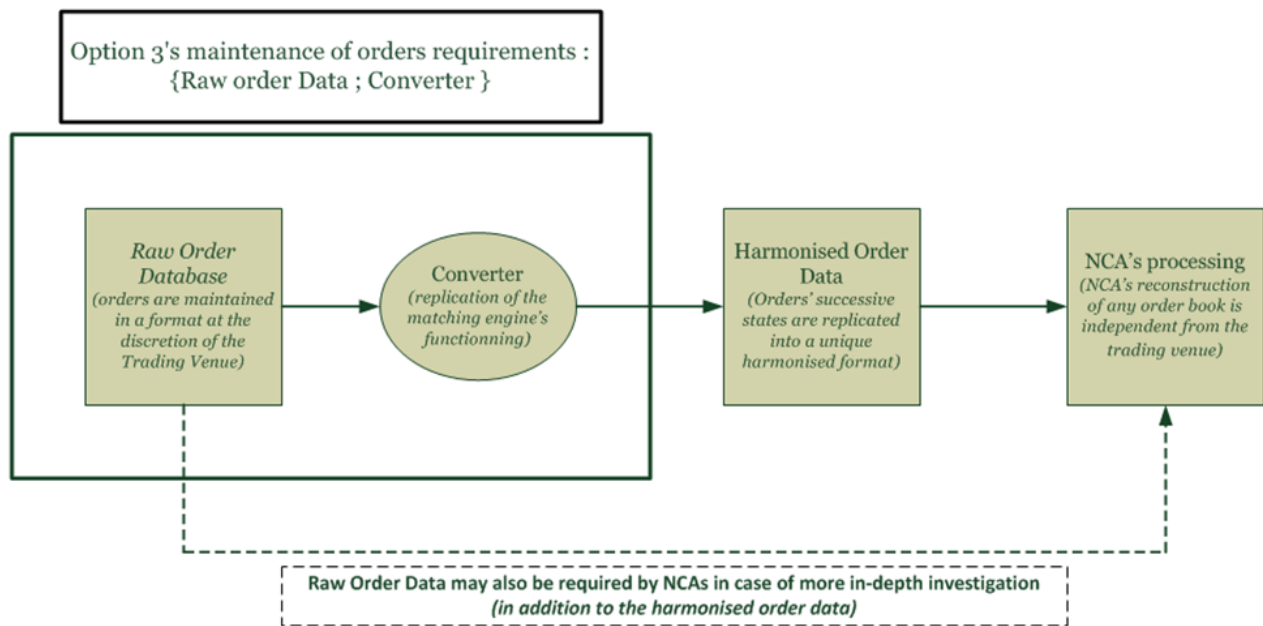 Option 3's maintenance of orders requirements :
{Raw order Data ; Converter }
Raw Order
Database
(orders are maintained
in a format at the
discretion of the
Trading Venue)
Converter
(replication of the
matching engine's
functionning)
Harmonised Order
Data
(Orders' successive
states are replicated
into a unique
harmonised format)
NCA's processing
(NCA's reconstruction
of any order book is
independent from the
trading venue)
Raw Order Data may also be required by NCAs in case of more in-depth investigation
(in addition to the harmonised order data)